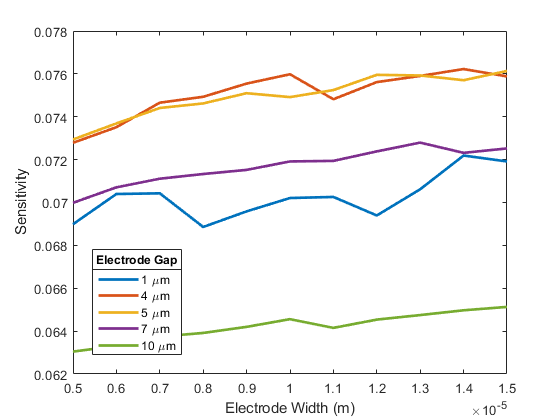 0.078
0.076
0.074
0.072
0.07
0.068
0.066
0.064
0.062
Sensitivity
Electrode Gap
1 μm
4 μm
5 μm
7 μm
10 μm
0.5 0.6 0.7 0.8 0.9 1 1.1 1.2 1.3 1.4 1.5
Electrode Width (m)
×10⁻⁵